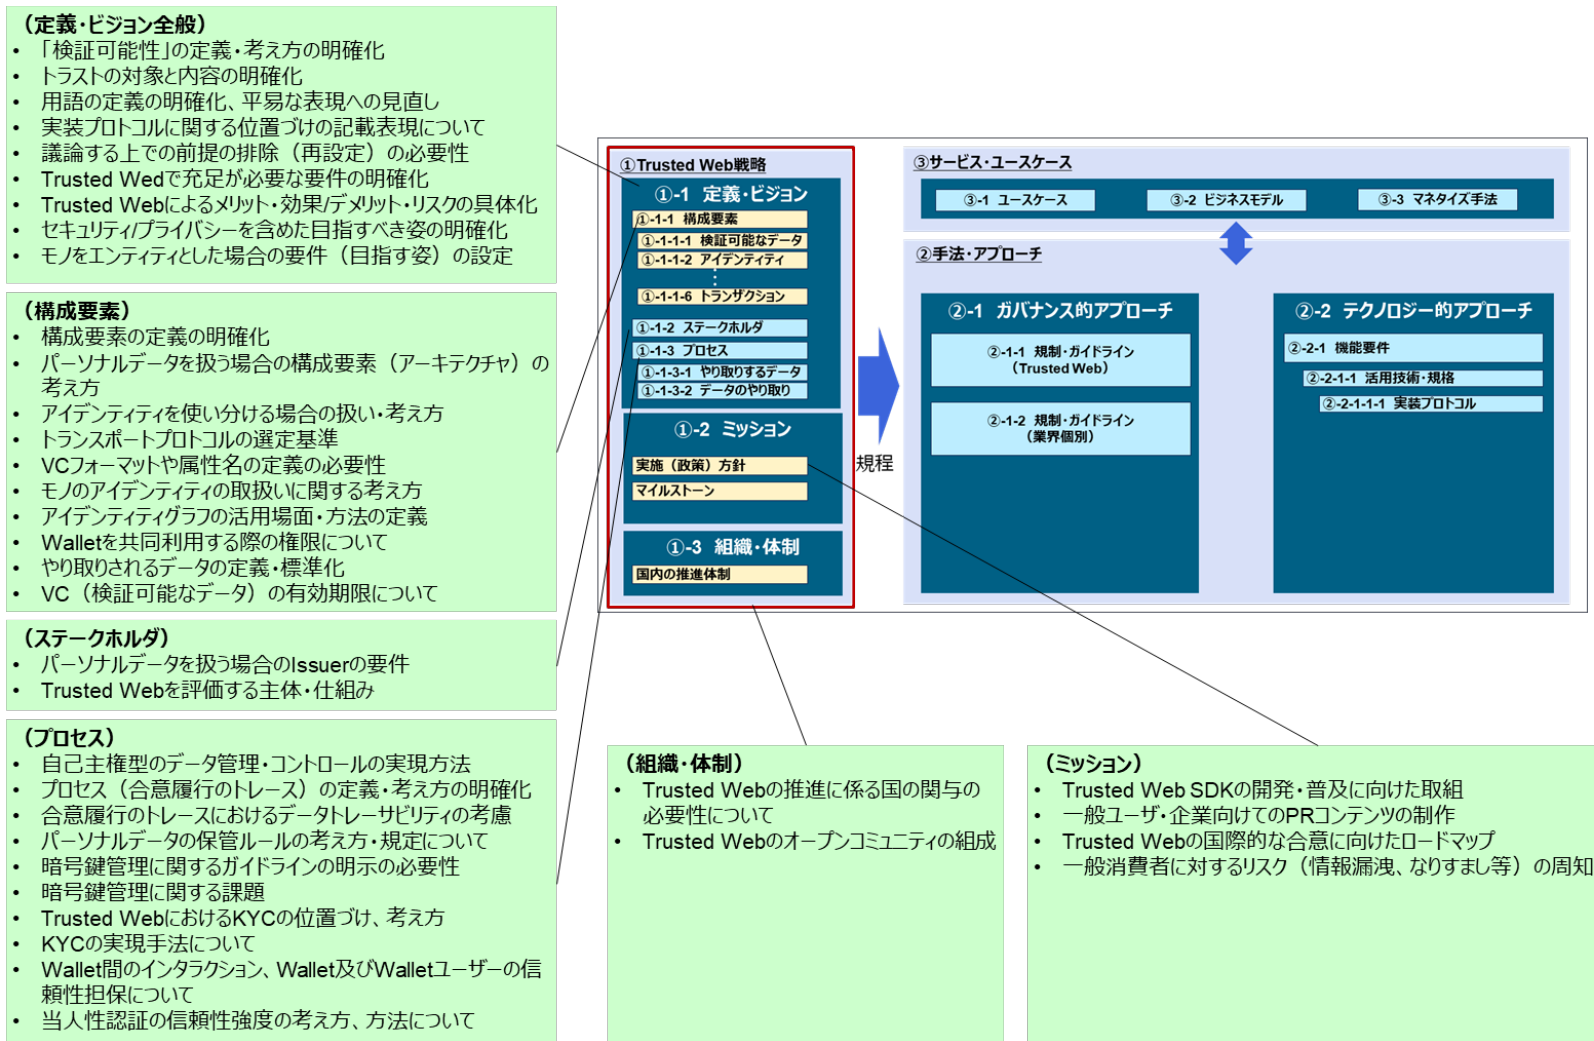 （定義・ビジョン全般）
• 「検証可能性」の定義・考え方の明確化
• トラストの対象と内容の明確化
• 用語の定義の明確化、平易な表現への見直し
• 実装プロトコルに関する位置づけの記載表現について
• 議論する上での前提の排除（再設定）の必要性
• Trusted Wedで充足が必要な要件の明確化
• Trusted Webによるメリット・効果/デメリット・リスクの具体化
• セキュリティ/プライバシーを含めた目指すべき姿の明確化
• モノをエンティティとした場合の要件（目指す姿）の設定
（構成要素）
• 構成要素の定義の明確化
• パーソナルデータを扱う場合の構成要素（アーキテクチャ）の
考え方
• アイデンティティを使い分ける場合の扱い・考え方
• トランスポートプロトコルの選定基準
• VCフォーマットや属性名の定義の必要性
• モノのアイデンティティの取扱いに関する考え方
• アイデンティティグラフの活用場面・方法の定義
• Walletを共同利用する際の権限について
• やり取りされるデータの定義・標準化
• VC（検証可能なデータ）の有効期限について
（ステークホルダ）
• パーソナルデータを扱う場合のIssuerの要件
• Trusted Webを評価する主体・仕組み
（プロセス）
• 自己主権型のデータ管理・コントロールの実現方法
• プロセス（合意履行のトレース）の定義・考え方の明確化
• 合意履行のトレースにおけるデータトレーサビリティの考慮
• パーソナルデータの保管ルールの考え方・規定について
• 暗号鍵管理に関するガイドラインの明示の必要性
• 暗号鍵管理に関する課題
• Trusted WebにおけるKYCの位置づけ、考え方
• KYCの実現手法について
• Wallet間のインタラクション、Wallet及びWalletユーザーの信
頼性担保について
• 当人性認証の信頼性強度の考え方、方法について
①Trusted Web戦略
①-1 定義・ビジョン
①-1-1 構成要素
①-1-1-1 検証可能なデータ
①-1-1-2 アイデンティティ
⋮
①-1-1-6 トランザクション
①-1-2 ステークホルダ
①-1-3 プロセス
①-1-3-1 やり取りするデータ
①-1-3-2 データのやり取り
①-2 ミッション
実施（政策）方針
マイルストーン
①-3 組織・体制
国内の推進体制
規程
③サービス・ユースケース
③-1 ユースケース
③-2 ビジネスモデル
③-3 マネタイズ手法
②手法・アプローチ
②-1 ガバナンス的アプローチ
②-1-1 規制・ガイドライン
（Trusted Web）
②-1-2 規制・ガイドライン
（業界個別）
②-2 テクノロジー的アプローチ
②-2-1 機能要件
②-2-1-1 活用技術・規格
②-2-1-1-1 実装プロトコル
（組織・体制）
• Trusted Webの推進に係る国の関与の
必要性について
• Trusted Webのオープンコミュニティの組成
（ミッション）
• Trusted Web SDKの開発・普及に向けた取組
• 一般ユーザ・企業向けてのPRコンテンツの制作
• Trusted Webの国際的な合意に向けたロードマップ
• 一般消費者に対するリスク（情報漏洩、なりすまし等）の周知